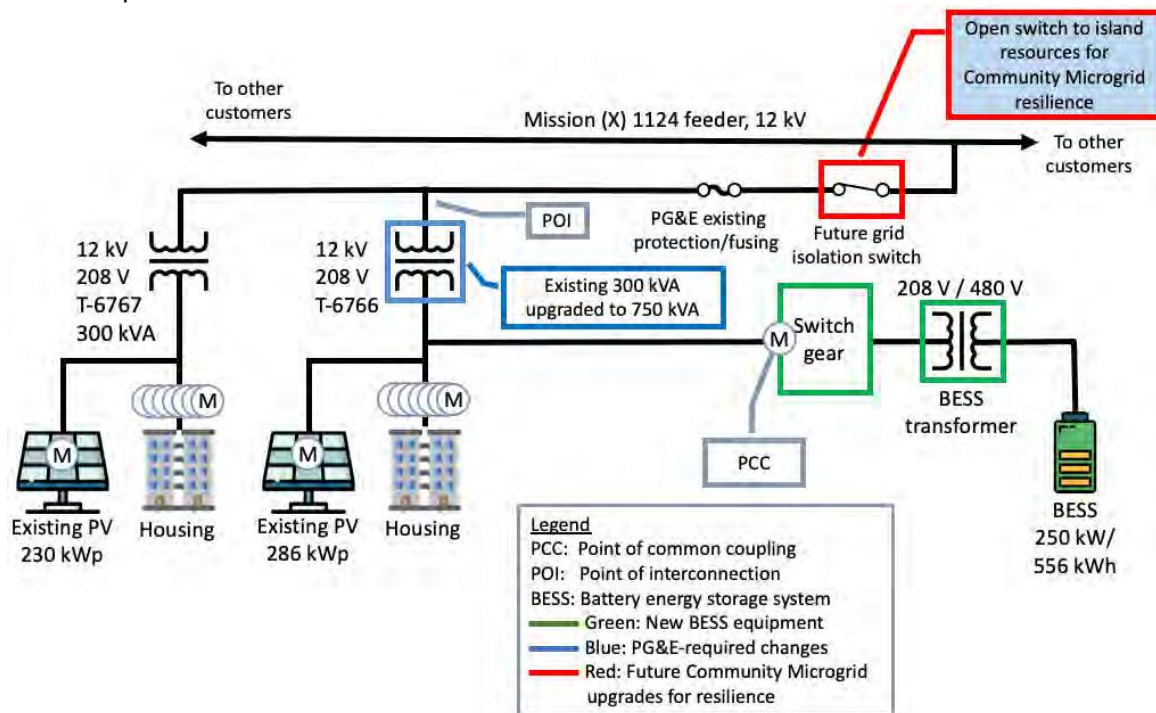 Open switch to island
resources for
Community Microgrid
resilience
To other
customers
Mission (X) 1124 feeder, 12 kV
To other
customers
POI
PG&E existing
protection/fusing
Future grid
isolation switch
12 kV
208 V
T-6767
300 kVA
12 kV
208 V
T-6766
Existing 300 kVA
upgraded to 750 kVA
208 V / 480 V
M
Switch
gear
BESS
transformer
M
M
M
M
PCC
Existing PV
230 kWp
Housing
Existing PV
286 kWp
Housing
BESS
250 kW/
556 kWh
Legend
PCC: Point of common coupling
POI: Point of interconnection
BESS: Battery energy storage system
Green: New BESS equipment
Blue: PG&E-required changes
Red: Future Community Microgrid
upgrades for resilience